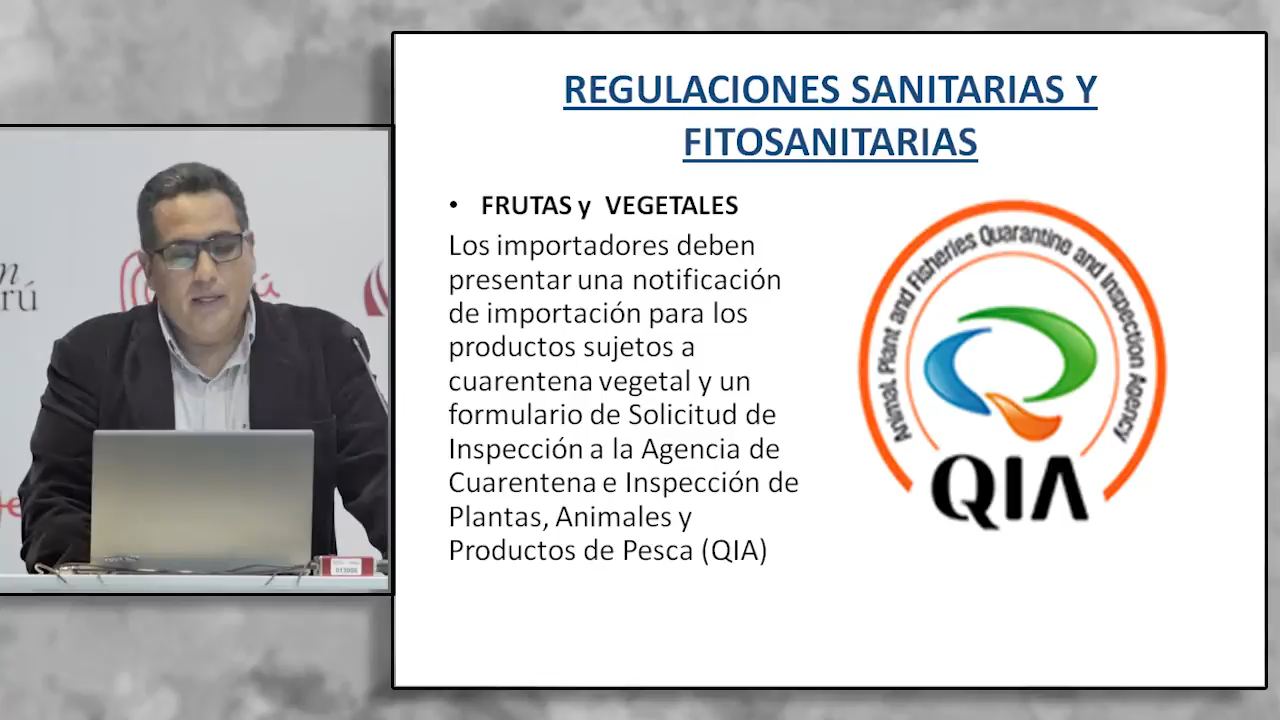 REGULACIONES SANITARIAS Y
FITOSANITARIAS
• FRUTAS y VEGETALES
Los importadores deben
presentar una notificación
de importación para los
productos sujetos a
cuarentena vegetal y un
formulario de Solicitud de
Inspección a la Agencia de
Cuarentena e Inspección de
Plantas, Animales y
Productos de Pesca (QIA)
Animal, Plant and Fisheries Quarantine and Inspection Agency
QIA